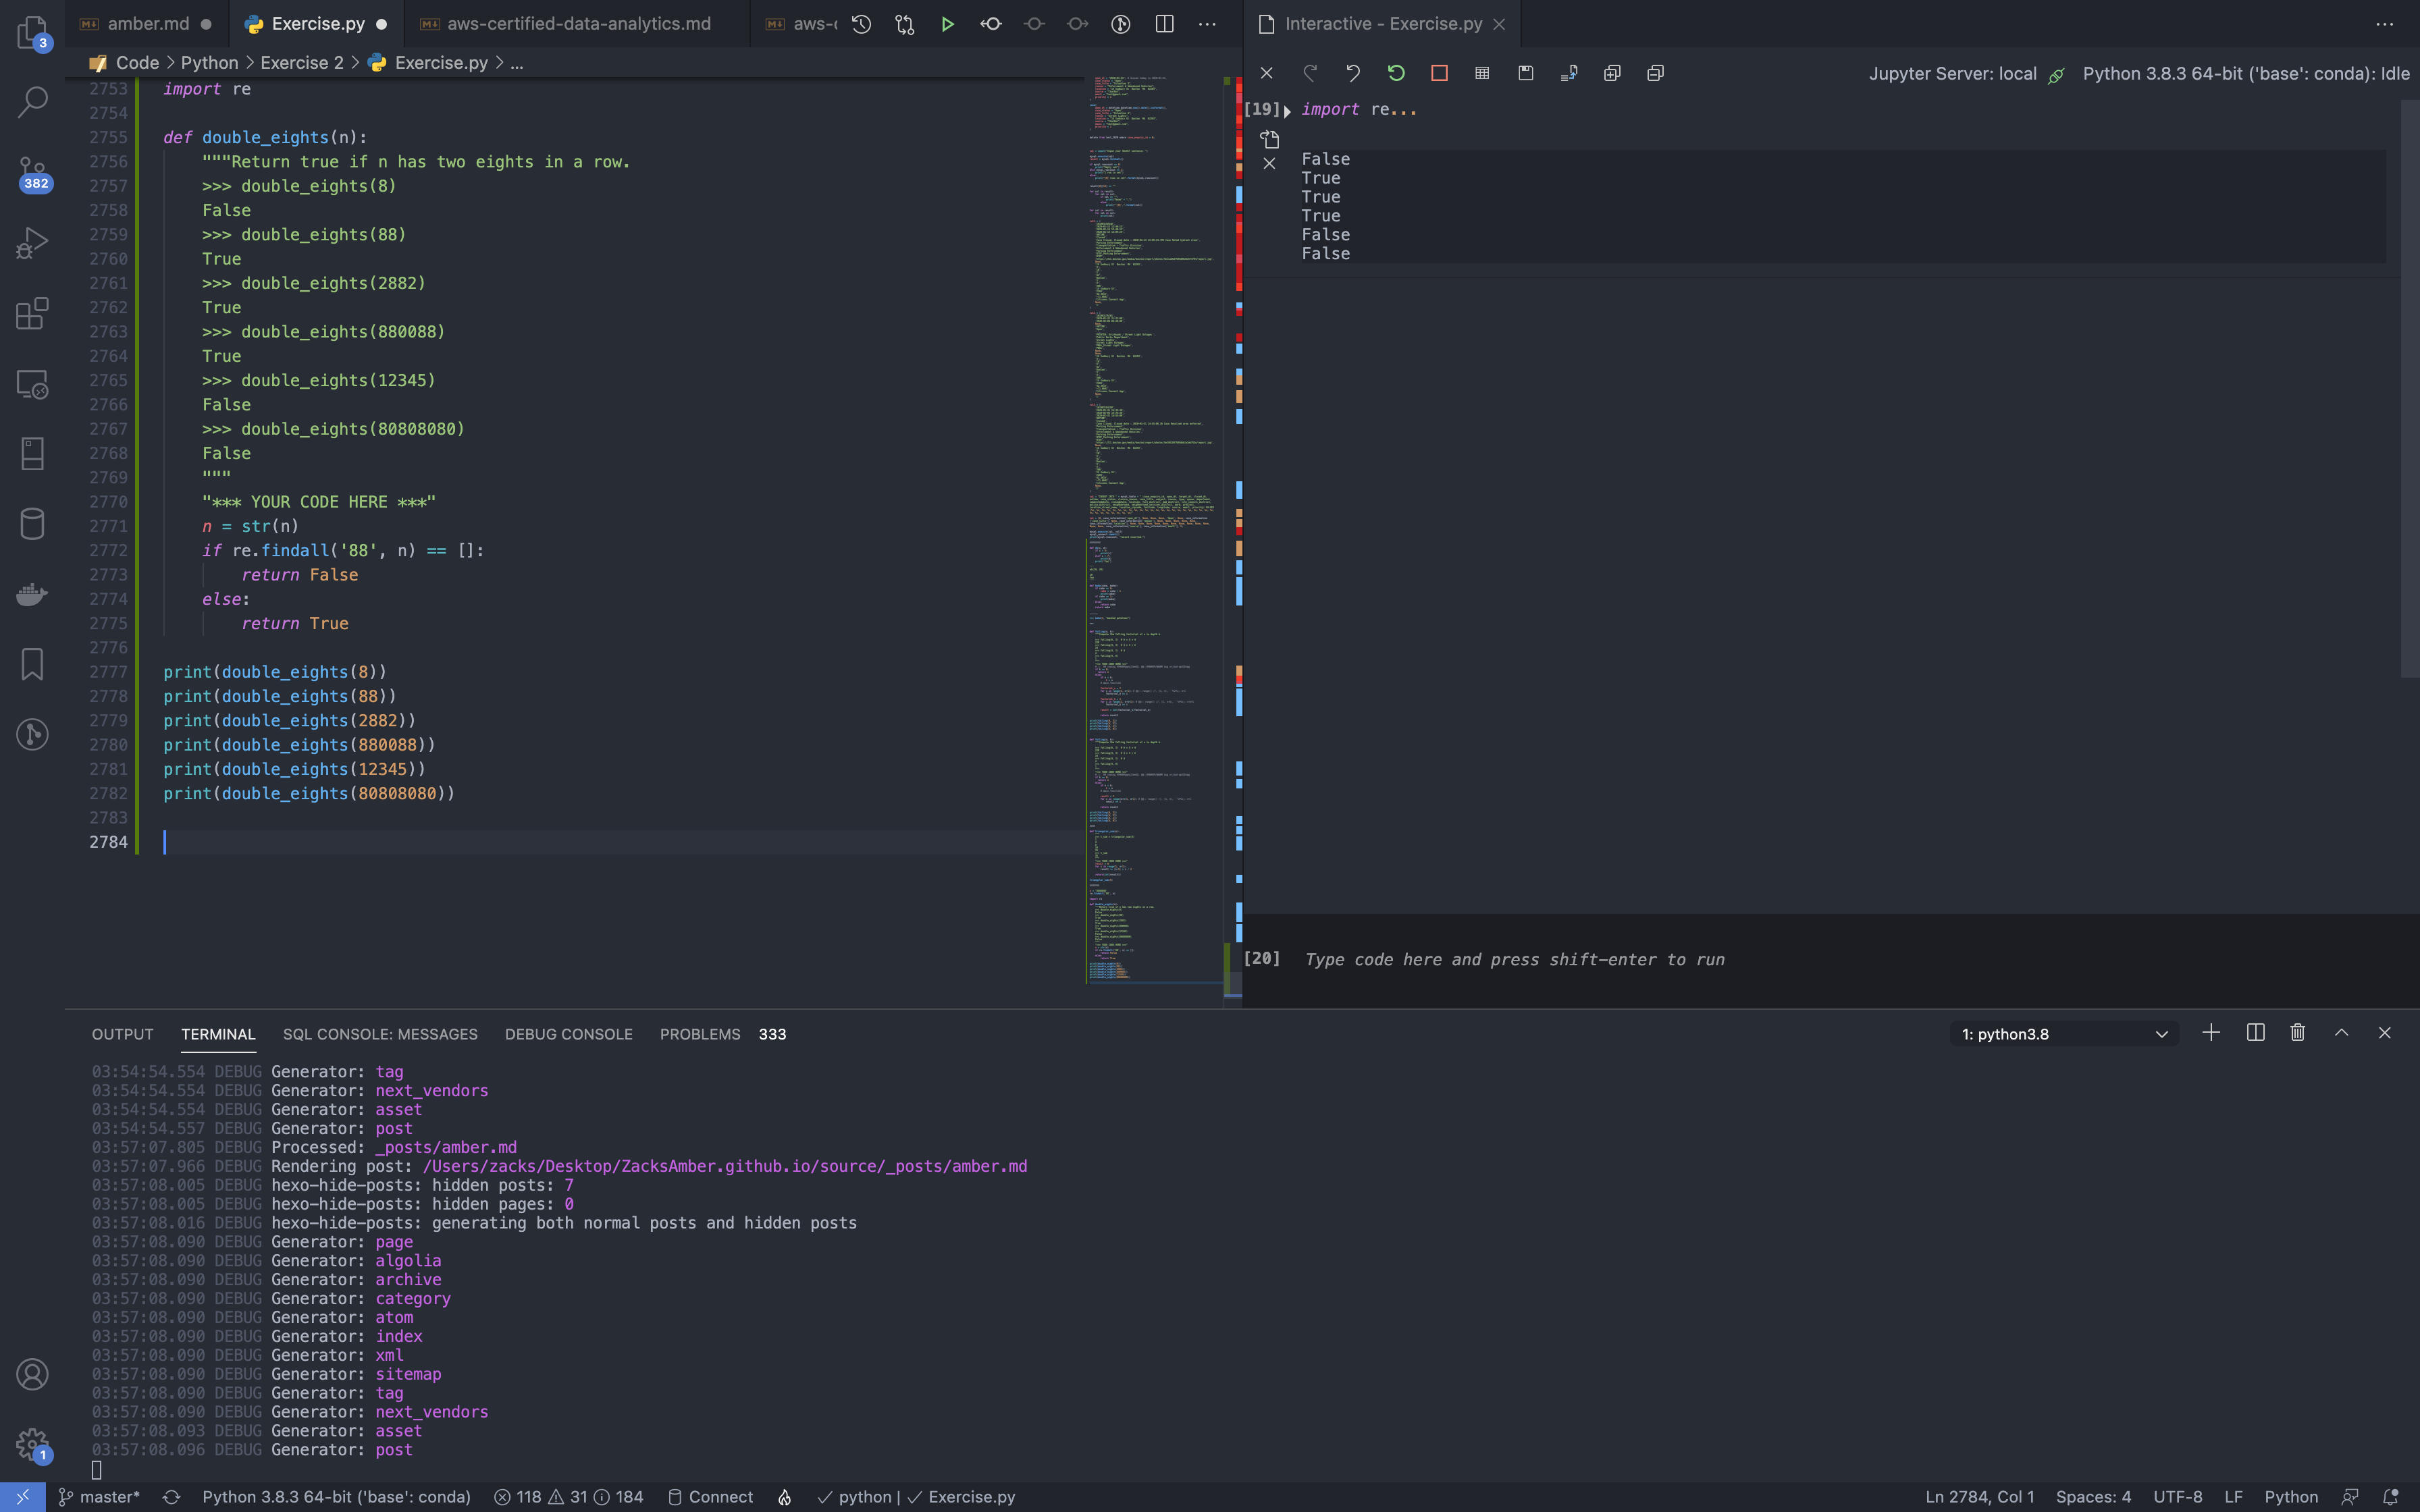 amber.md
Exercise.py
aws-certified-data-analytics.md
aws-c
Interactive - Exercise.py
3
Code > Python > Exercise 2 > Exercise.py > ...
Jupyter Server: local
Python 3.8.3 64-bit ('base': conda): Idle
2753 import re
2754
2755 def double_eights(n):
2756 """Return true if n has two eights in a row.
2757 >>> double_eights(8)
2758 False
2759 >>> double_eights(88)
2760 True
2761 >>> double_eights(2882)
2762 True
2763 >>> double_eights(880088)
2764 True
2765 >>> double_eights(12345)
2766 False
2767 >>> double_eights(80808080)
2768 False
2769 """
2770 "*** YOUR CODE HERE ***"
2771 n = str(n)
2772 if re.findall('88', n) == []:
2773 return False
2774 else:
2775 return True
2776
2777 print(double_eights(8))
2778 print(double_eights(88))
2779 print(double_eights(2882))
2780 print(double_eights(880088))
2781 print(double_eights(12345))
2782 print(double_eights(80808080))
2783
2784
382
[19] import re...
False
True
True
True
False
False
[20] Type code here and press shift-enter to run
OUTPUT TERMINAL SQL CONSOLE: MESSAGES DEBUG CONSOLE PROBLEMS 333
1: python3.8
03:54:54.554 DEBUG Generator: tag
03:54:54.554 DEBUG Generator: next_vendors
03:54:54.554 DEBUG Generator: asset
03:54:54.557 DEBUG Generator: post
03:57:07.805 DEBUG Processed: _posts/amber.md
03:57:07.966 DEBUG Rendering post: /Users/zacks/Desktop/ZacksAmber.github.io/source/_posts/amber.md
03:57:08.005 DEBUG hexo-hide-posts: hidden posts: 7
03:57:08.005 DEBUG hexo-hide-posts: hidden pages: 0
03:57:08.016 DEBUG hexo-hide-posts: generating both normal posts and hidden posts
03:57:08.090 DEBUG Generator: page
03:57:08.090 DEBUG Generator: algolia
03:57:08.090 DEBUG Generator: archive
03:57:08.090 DEBUG Generator: category
03:57:08.090 DEBUG Generator: atom
03:57:08.090 DEBUG Generator: index
03:57:08.090 DEBUG Generator: xml
03:57:08.090 DEBUG Generator: sitemap
03:57:08.090 DEBUG Generator: tag
03:57:08.090 DEBUG Generator: next_vendors
03:57:08.093 DEBUG Generator: asset
03:57:08.096 DEBUG Generator: post
1
master*
Python 3.8.3 64-bit ('base': conda)
118 31 184
Connect
python | Exercise.py
Ln 2784, Col 1
Spaces: 4
UTF-8
LF
Python